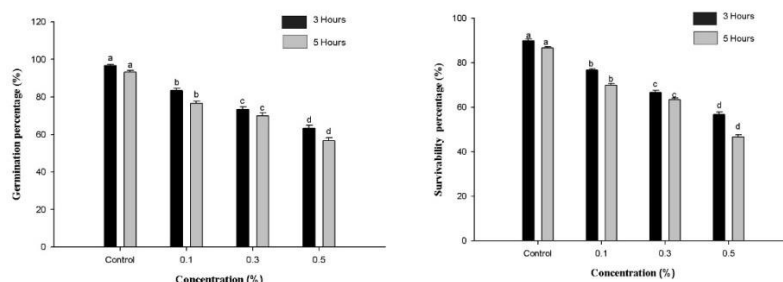 120
100
80
60
40
20
0
Germination percentage (%)
3 Hours
5 Hours
a a
b b
c c
d d
Control 0.1 0.3 0.5
Concentration (%)
100
80
60
40
20
0
Survivability percentage (%)
3 Hours
5 Hours
a a
b b
c c
d d
Control 0.1 0.3 0.5
Concentration (%)